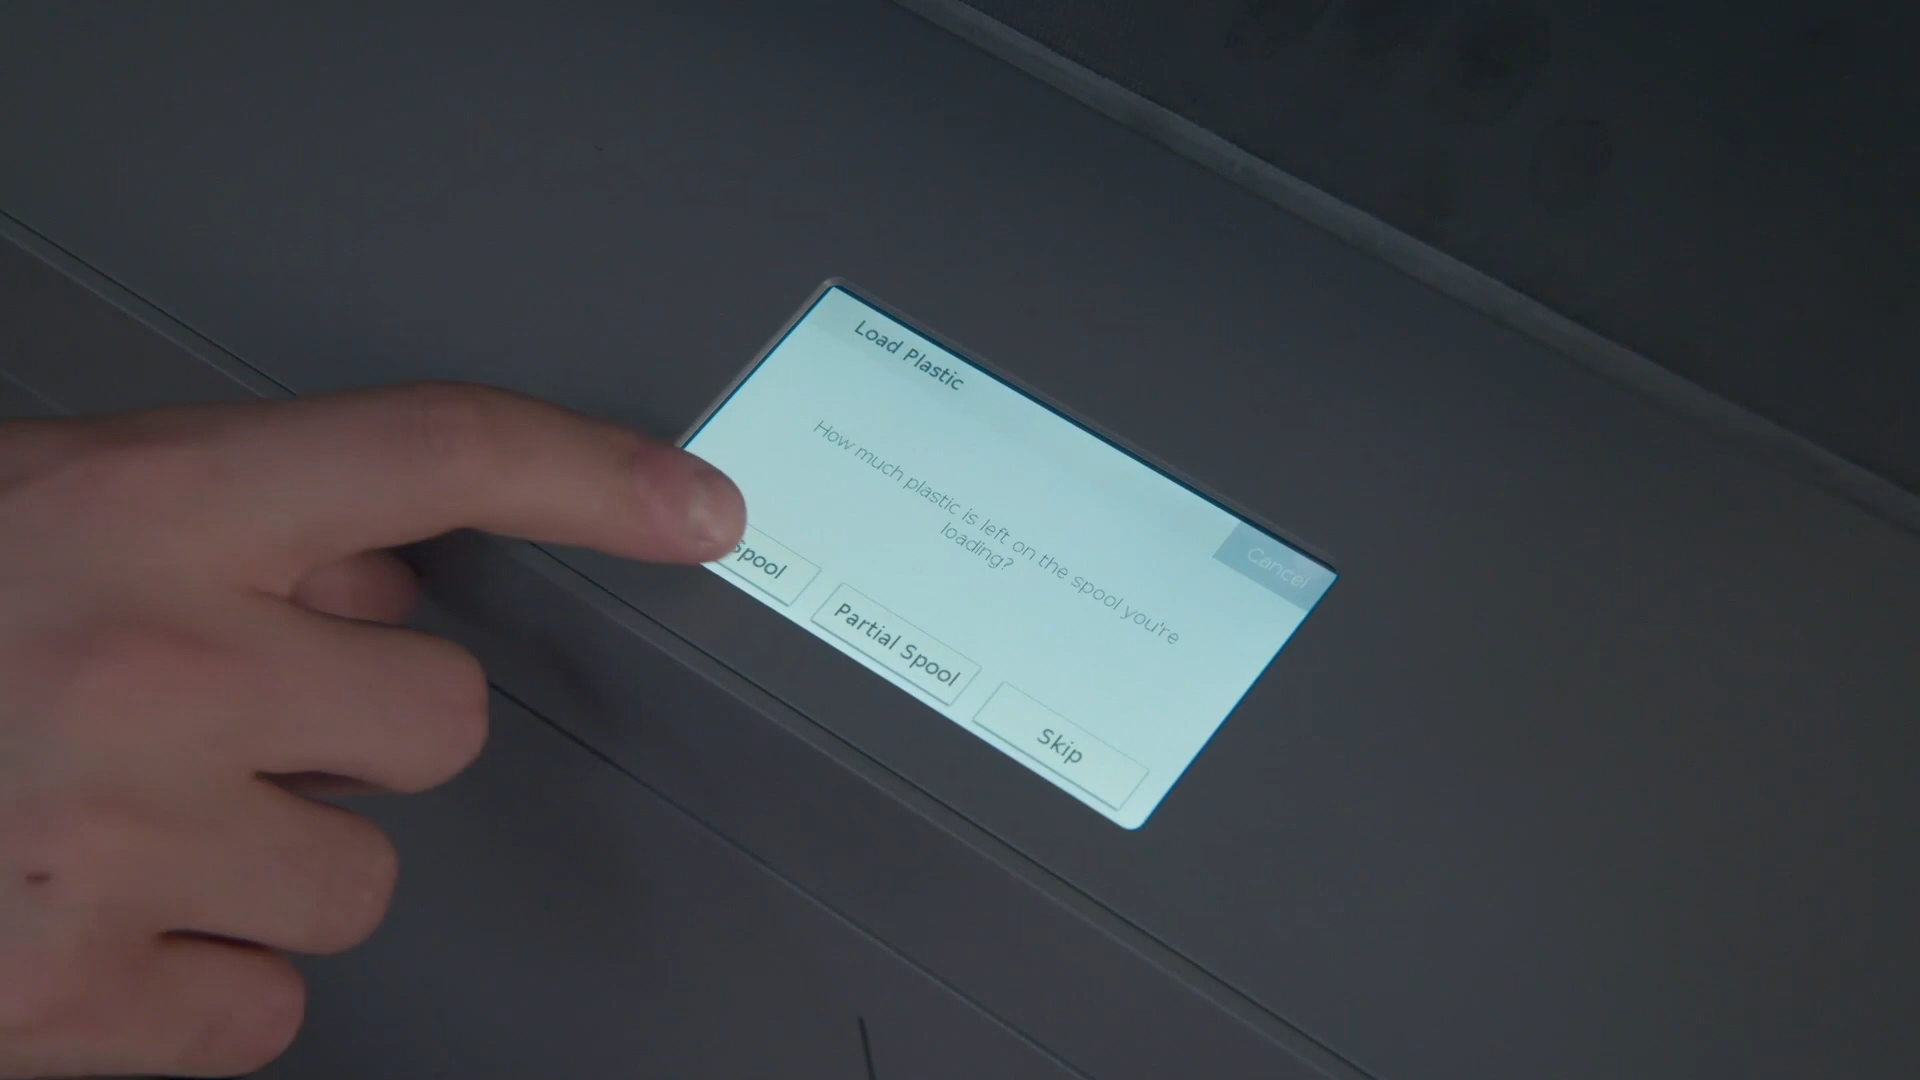 Load Plastic
Cancel
How much plastic is left on the spool you're
loading?
Spool
Partial Spool
Skip